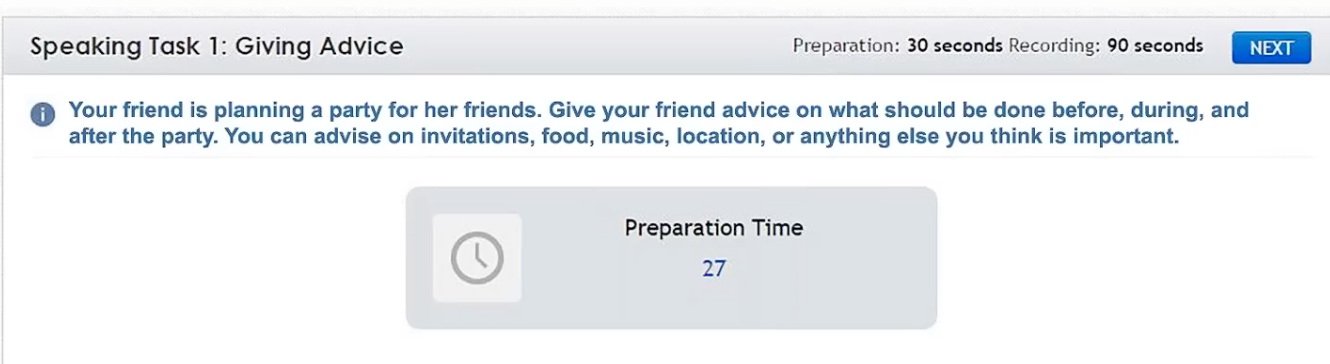 Speaking Task 1: Giving Advice
Preparation: 30 seconds Recording: 90 seconds
NEXT
Your friend is planning a party for her friends. Give your friend advice on what should be done before, during, and
after the party. You can advise on invitations, food, music, location, or anything else you think is important.
Preparation Time
27